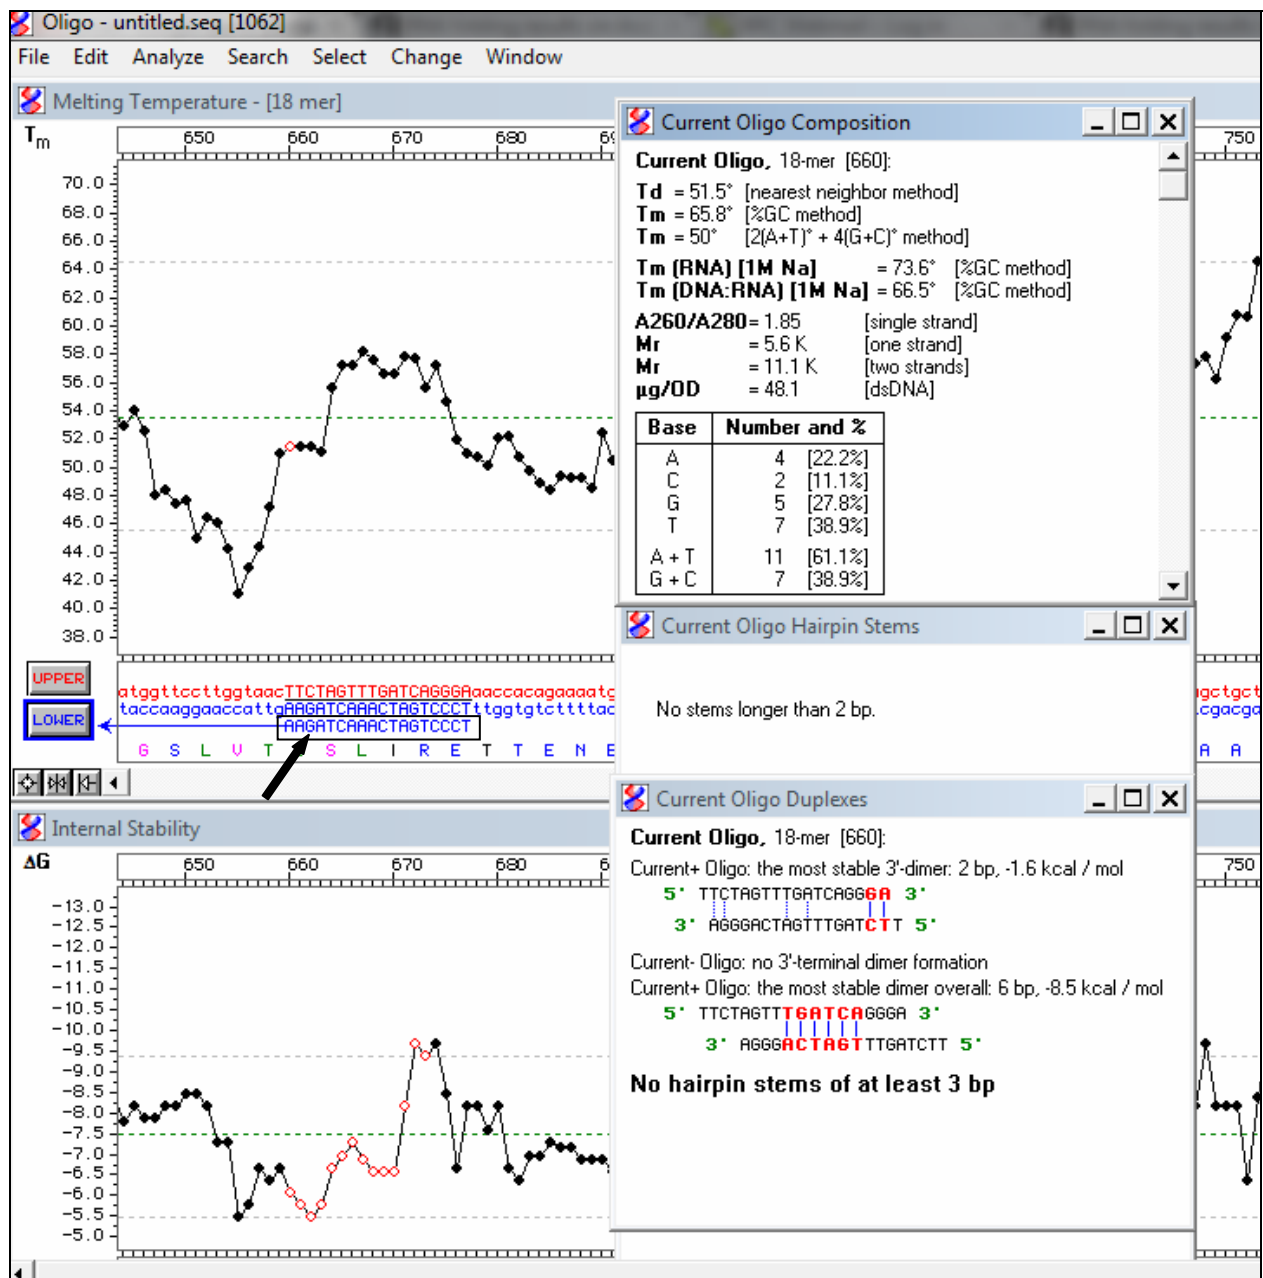 Oligo - untitled.seq [1062]
File Edit Analyze Search Select Change Window
Melting Temperature - [18 mer]
Tm
650 660 670 680 750
70.0
68.0
66.0
64.0
62.0
60.0
58.0
56.0
54.0
52.0
50.0
48.0
46.0
44.0
42.0
40.0
38.0
UPPER
atggttccttggtaacTTCTAGTTTGATCAGGGAaaccacagaaaatg
gctgct
LOWER
taccaaggaaccattgAAGATCAAACTAGTCCCTttggtgtcttttac
cgacga
AAGATCAAACTAGTCCCT
G S L V T S L I R E T T E N E
A A
Current Oligo Composition
Current Oligo, 18-mer [660]:
Td = 51.5° [nearest neighbor method]
Tm = 65.8° [%GC method]
Tm = 50° [2(A+T)° + 4(G+C)° method]
Tm (RNA) [1M Na] = 73.6° [%GC method]
Tm (DNA:RNA) [1M Na] = 66.5° [%GC method]
A260/A280 = 1.85 [single strand]
Mr = 5.6 K [one strand]
Mr = 11.1 K [two strands]
µg/OD = 48.1 [dsDNA]
Base Number and %
A 4 [22.2%]
C 2 [11.1%]
G 5 [27.8%]
T 7 [38.9%]
A + T 11 [61.1%]
G + C 7 [38.9%]
Current Oligo Hairpin Stems
No stems longer than 2 bp.
Current Oligo Duplexes
Current Oligo, 18-mer [660]:
Current+ Oligo: the most stable 3'-dimer: 2 bp, -1.6 kcal / mol
5' TTCTAGTTTGATCAGGGA 3'
3' AGGGACTAGTTTGATCTT 5'
Current- Oligo: no 3'-terminal dimer formation
Current+ Oligo: the most stable dimer overall: 6 bp, -8.5 kcal / mol
5' TTCTAGTTTGATCAGGGA 3'
3' AGGGACTAGTTTGATCTT 5'
No hairpin stems of at least 3 bp
Internal Stability
ΔG
650 660 670 680 750
-13.0
-12.5
-12.0
-11.5
-11.0
-10.5
-10.0
-9.5
-9.0
-8.5
-8.0
-7.5
-7.0
-6.5
-6.0
-5.5
-5.0